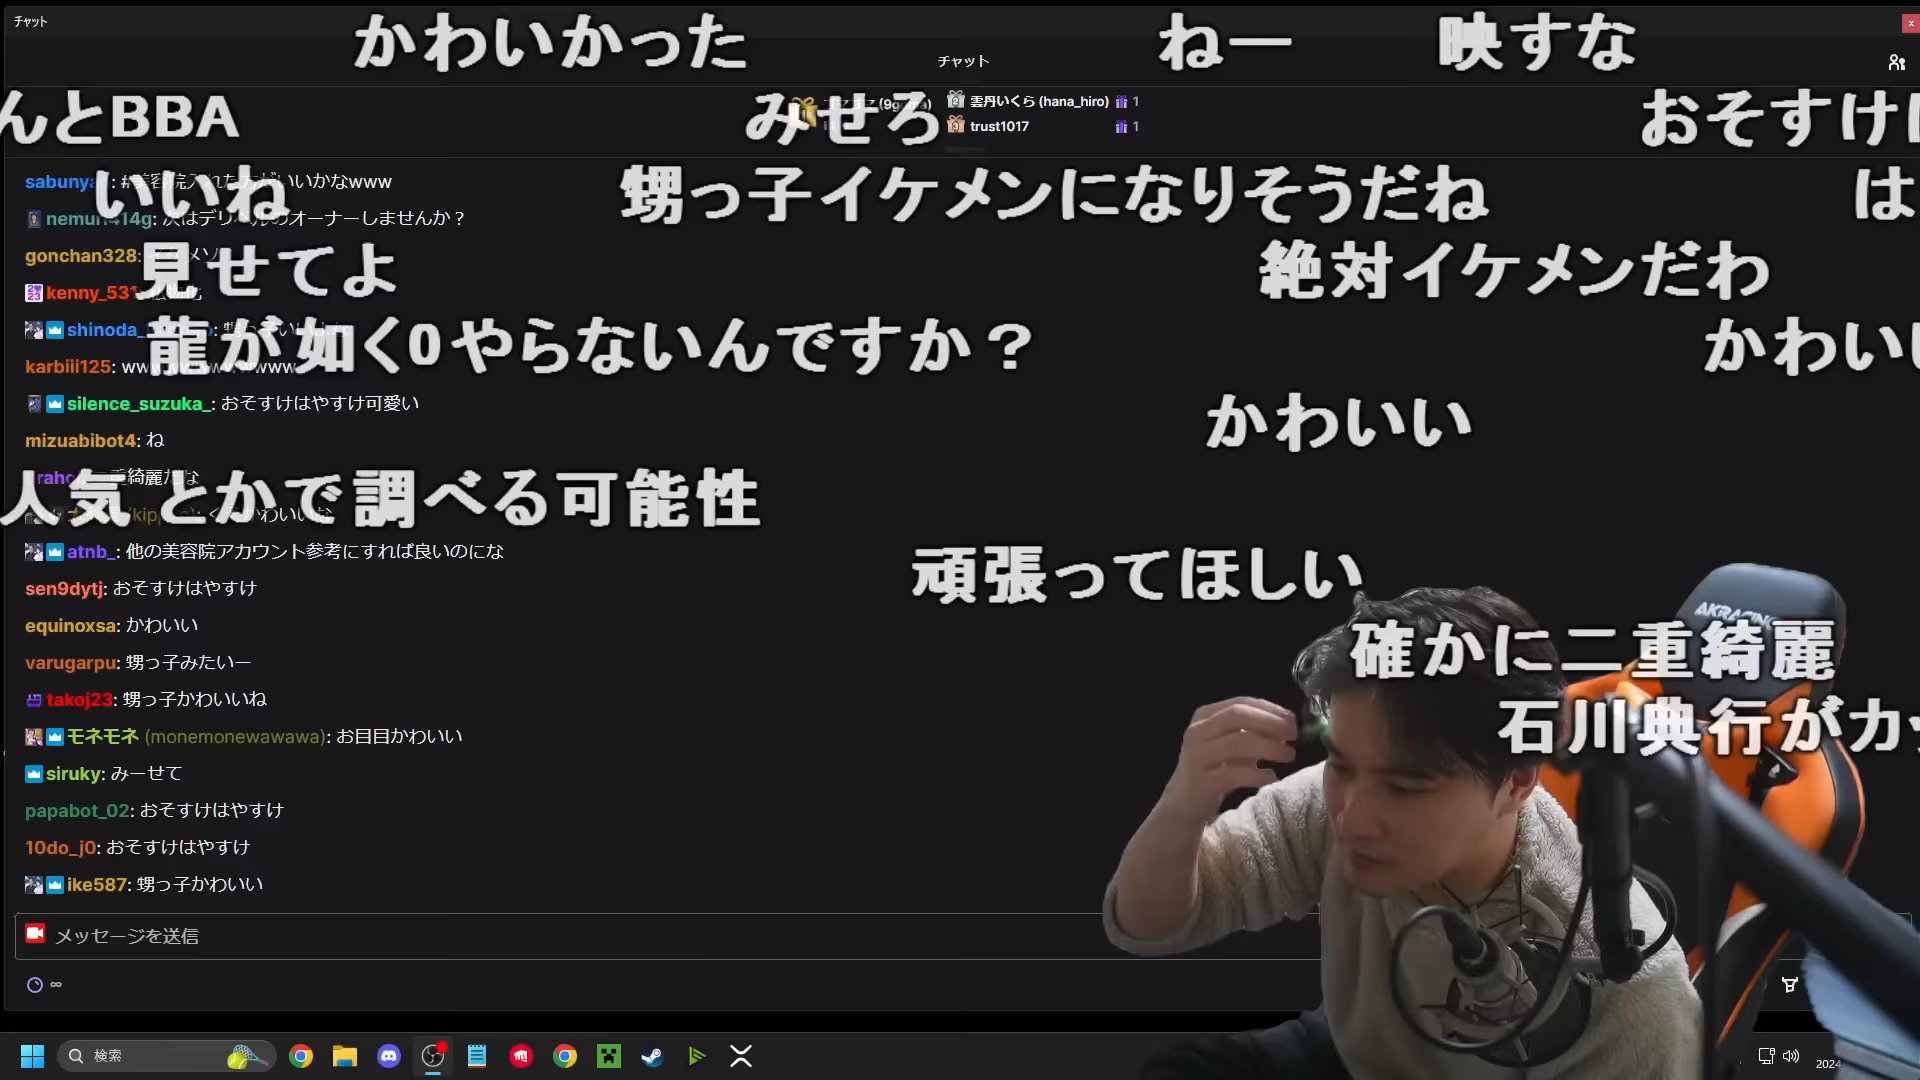 チャット
かわいかった
ねー
映すな
チャット
んとBBA
みせろ
雲丹いくら (hana_hiro) 1
trust1017 1
おそすけは
いいね
甥っ子イケメンになりそうだね
は
次はデリヘルのオーナーしませんか？
gonchan328:
見せてよ
絶対イケメンだわ
龍が如く0やらないんですか？
かわいい
karbiii125:
silence_suzuka_: おそすけはやすけ可愛い
かわいい
mizuabibot4: ね
人気 とかで調べる可能性
atnb_: 他の美容院アカウント参考にすれば良いのにな
頑張ってほしい
sen9dytj: おそすけはやすけ
equinoxsa: かわいい
確かに二重綺麗
varugarpu: 甥っ子みたいー
takoj23: 甥っ子かわいいね
石川典行がカッ
モネモネ (monemonewawawa): お目目かわいい
siruky: みーせて
papabot_02: おそすけはやすけ
10do_j0: おそすけはやすけ
ike587: 甥っ子かわいい
メッセージを送信
∞
検索
2024